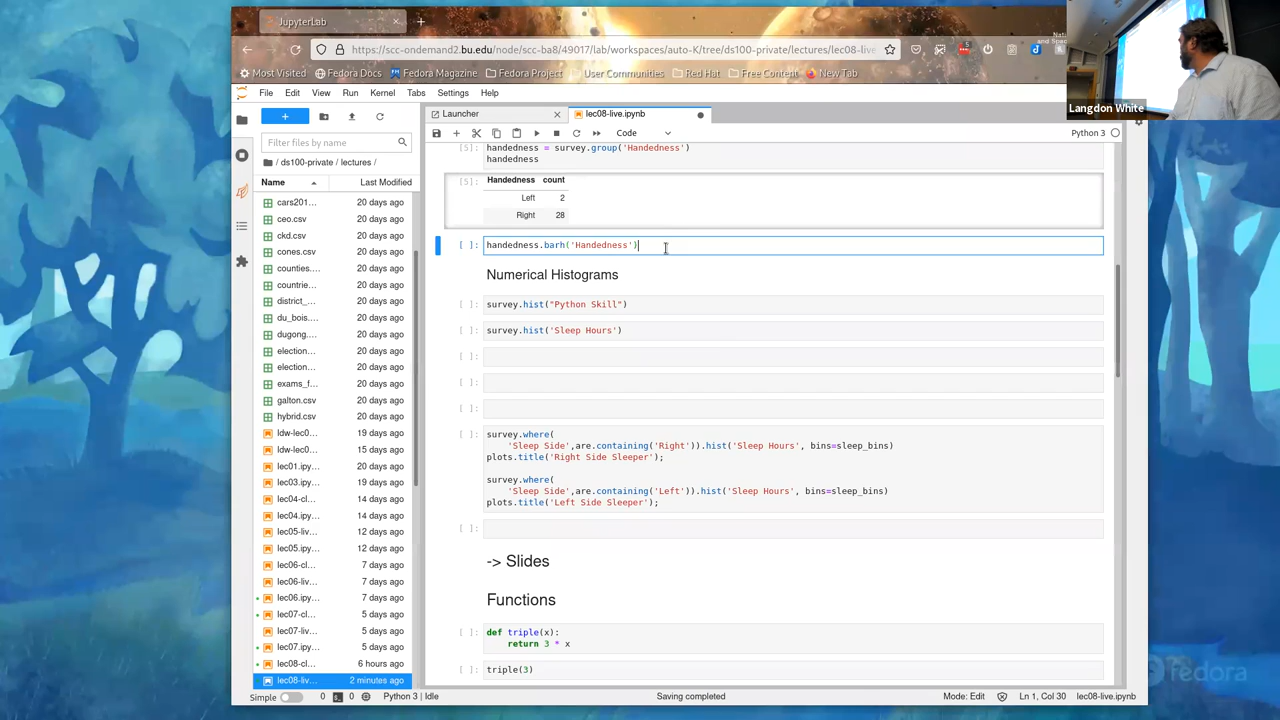 JupyterLab
https://scc-ondemand2.bu.edu/node/scc-ba8/49017/lab/workspaces/auto-K/tree/ds100-private/lectures/lec08-live
Most Visited Fedora Docs Fedora Magazine Fedora Project User Communities Red Hat Free Content New Tab
Langdon White
File Edit View Run Kernel Tabs Settings Help
Launcher lec08-live.ipynb
Code Python 3
Filter files by name
/ ds100-private / lectures /
Name Last Modified
cars201... 20 days ago
ceo.csv 20 days ago
ckd.csv 20 days ago
cones.csv 20 days ago
counties.... 20 days ago
countrie... 20 days ago
district_... 20 days ago
du_bois.... 20 days ago
dugong.... 20 days ago
election... 20 days ago
election... 20 days ago
exams_f... 20 days ago
galton.csv 20 days ago
hybrid.csv 20 days ago
ldw-lec0... 19 days ago
ldw-lec0... 15 days ago
lec01.ipy... 20 days ago
lec03.ipy... 19 days ago
lec04-cl... 14 days ago
lec04.ipy... 14 days ago
lec05-liv... 12 days ago
lec05.ipy... 12 days ago
lec06-cl... 7 days ago
lec06-liv... 7 days ago
lec06.ipy... 7 days ago
lec07-cl... 5 days ago
lec07-liv... 5 days ago
lec07.ipy... 5 days ago
lec08-cl... 6 hours ago
lec08-liv... 2 minutes ago
[5]: handedness = survey.group('Handedness')
handedness
[5]: Handedness count
Left 2
Right 28
[ ]: handedness.barh('Handedness')
Numerical Histograms
[ ]: survey.hist("Python Skill")
[ ]: survey.hist('Sleep Hours')
[ ]:
[ ]:
[ ]:
[ ]: survey.where(
'Sleep Side',are.containing('Right')).hist('Sleep Hours', bins=sleep_bins)
plots.title('Right Side Sleeper');
survey.where(
'Sleep Side',are.containing('Left')).hist('Sleep Hours', bins=sleep_bins)
plots.title('Left Side Sleeper');
[ ]:
-> Slides
Functions
[ ]: def triple(x):
return 3 * x
[ ]: triple(3)
Simple 0 0 Python 3 | Idle Saving completed Mode: Edit Ln 1, Col 30 lec08-live.ipynb
fedora